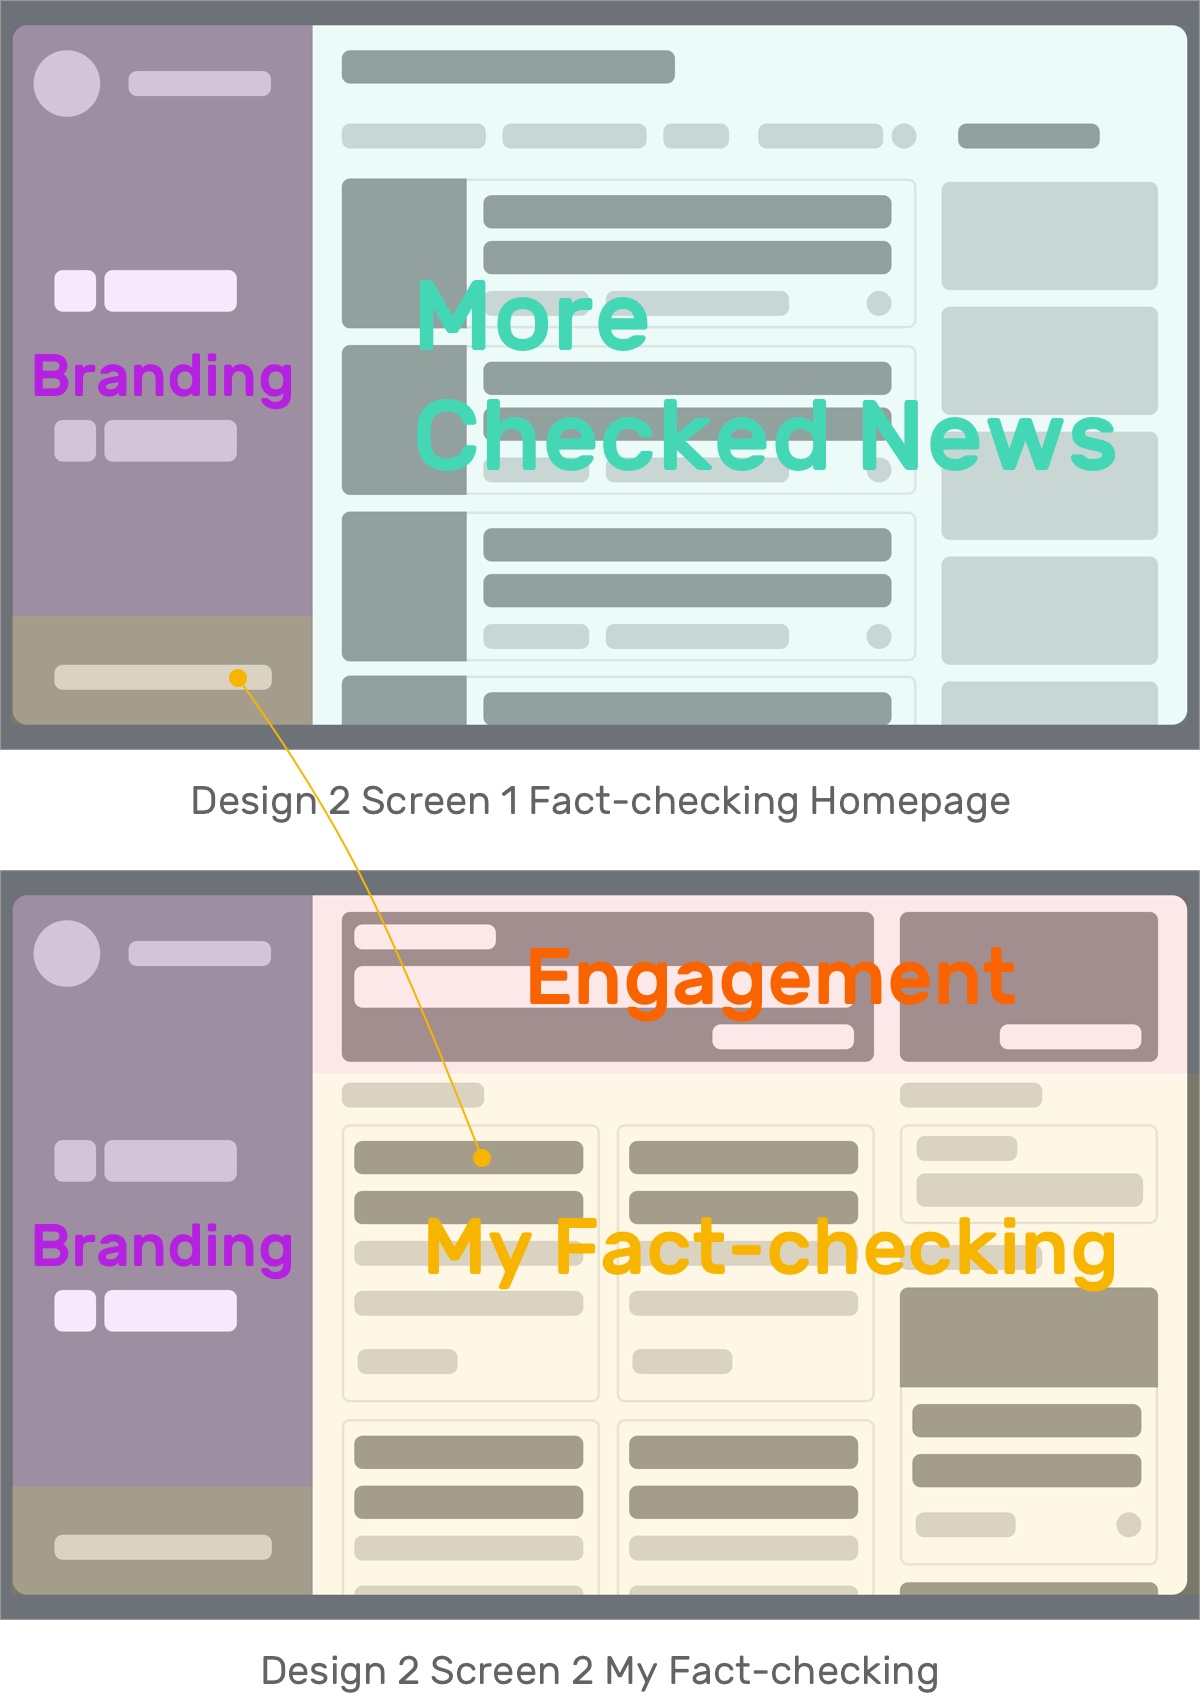 More
Branding
Checked News
Design 2 Screen 1 Fact-checking Homepage
Engagement
Branding
My Fact-checking
Design 2 Screen 2 My Fact-checking